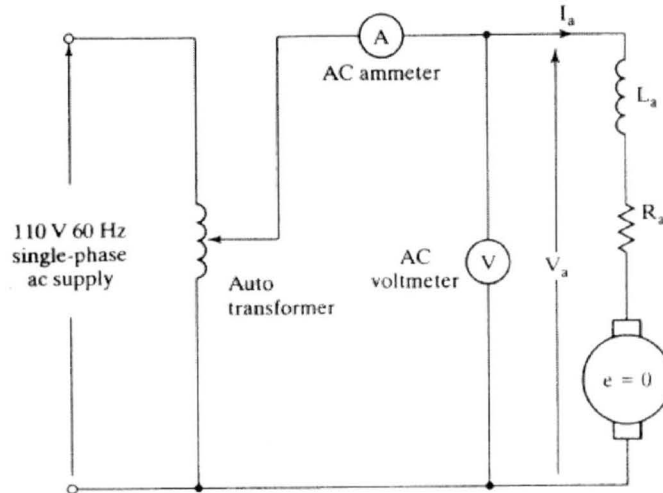 A
I_a
AC ammeter
L_a
R_a
110 V 60 Hz
single-phase
ac supply
Auto
transformer
AC
voltmeter
V
V_a
e = 0